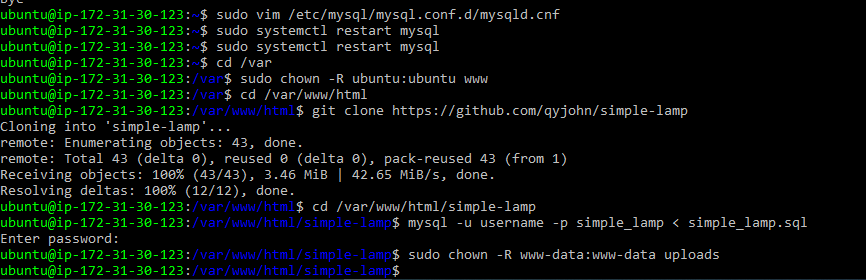 bye
ubuntu@ip-172-31-30-123:~$ sudo vim /etc/mysql/mysql.conf.d/mysqld.cnf
ubuntu@ip-172-31-30-123:~$ sudo systemctl restart mysql
ubuntu@ip-172-31-30-123:~$ sudo systemctl restart mysql
ubuntu@ip-172-31-30-123:~$ cd /var
ubuntu@ip-172-31-30-123:/var$ sudo chown -R ubuntu:ubuntu www
ubuntu@ip-172-31-30-123:/var$ cd /var/www/html
ubuntu@ip-172-31-30-123:/var/www/html$ git clone https://github.com/qyjohn/simple-lamp
Cloning into 'simple-lamp'...
remote: Enumerating objects: 43, done.
remote: Total 43 (delta 0), reused 0 (delta 0), pack-reused 43 (from 1)
Receiving objects: 100% (43/43), 3.46 MiB | 42.65 MiB/s, done.
Resolving deltas: 100% (12/12), done.
ubuntu@ip-172-31-30-123:/var/www/html$ cd /var/www/html/simple-lamp
ubuntu@ip-172-31-30-123:/var/www/html/simple-lamp$ mysql -u username -p simple_lamp < simple_lamp.sql
Enter password:
ubuntu@ip-172-31-30-123:/var/www/html/simple-lamp$ sudo chown -R www-data:www-data uploads
ubuntu@ip-172-31-30-123:/var/www/html/simple-lamp$